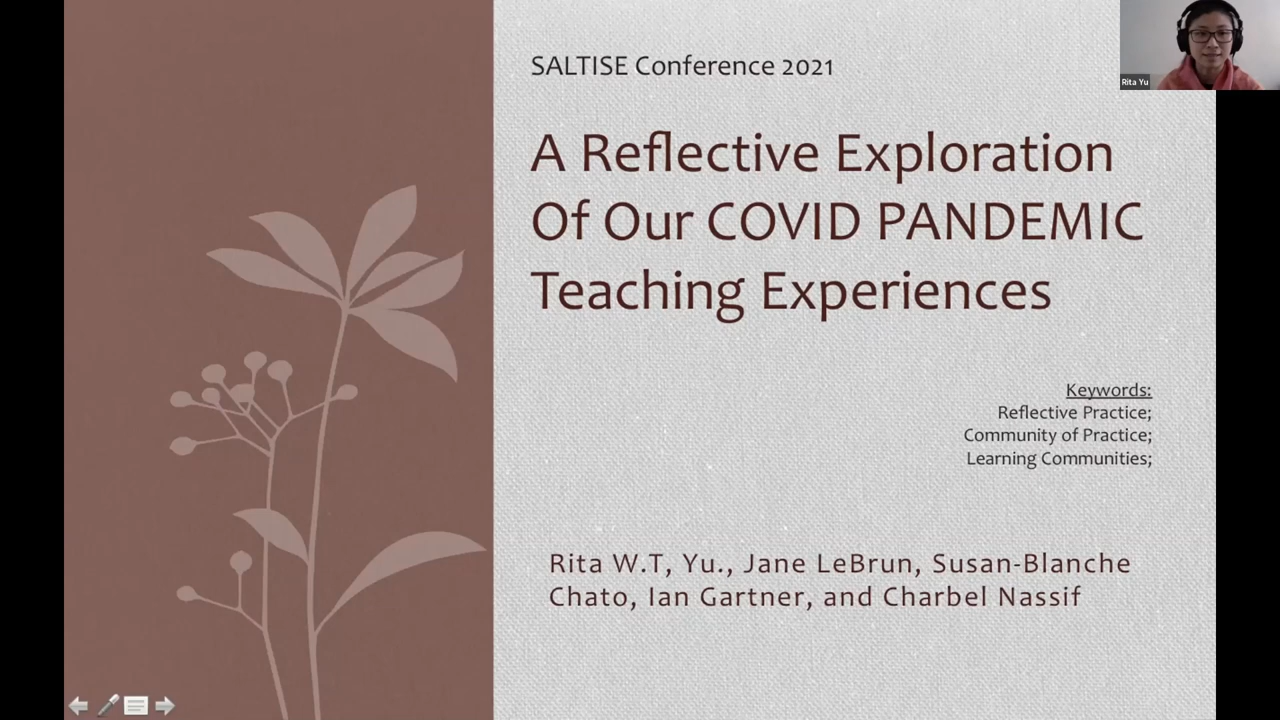 SALTISE Conference 2021
Rita Yu
A Reflective Exploration
Of Our COVID PANDEMIC
Teaching Experiences
Keywords:
Reflective Practice;
Community of Practice;
Learning Communities;
Rita W.T, Yu., Jane LeBrun, Susan-Blanche
Chato, Ian Gartner, and Charbel Nassif